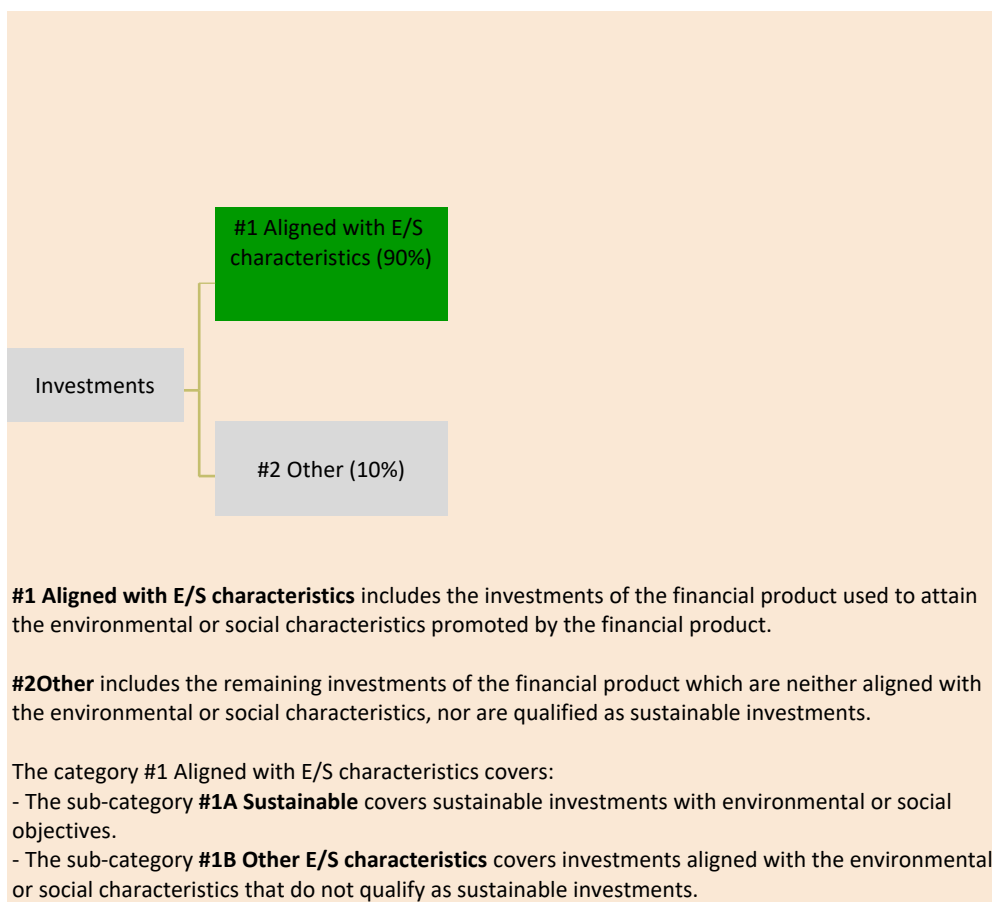 #1 Aligned with E/S
characteristics (90%)
Investments
#2 Other (10%)
#1 Aligned with E/S characteristics includes the investments of the financial product used to attain
the environmental or social characteristics promoted by the financial product.
#2Other includes the remaining investments of the financial product which are neither aligned with
the environmental or social characteristics, nor are qualified as sustainable investments.
The category #1 Aligned with E/S characteristics covers:
- The sub-category #1A Sustainable covers sustainable investments with environmental or social
objectives.
- The sub-category #1B Other E/S characteristics covers investments aligned with the environmental
or social characteristics that do not qualify as sustainable investments.